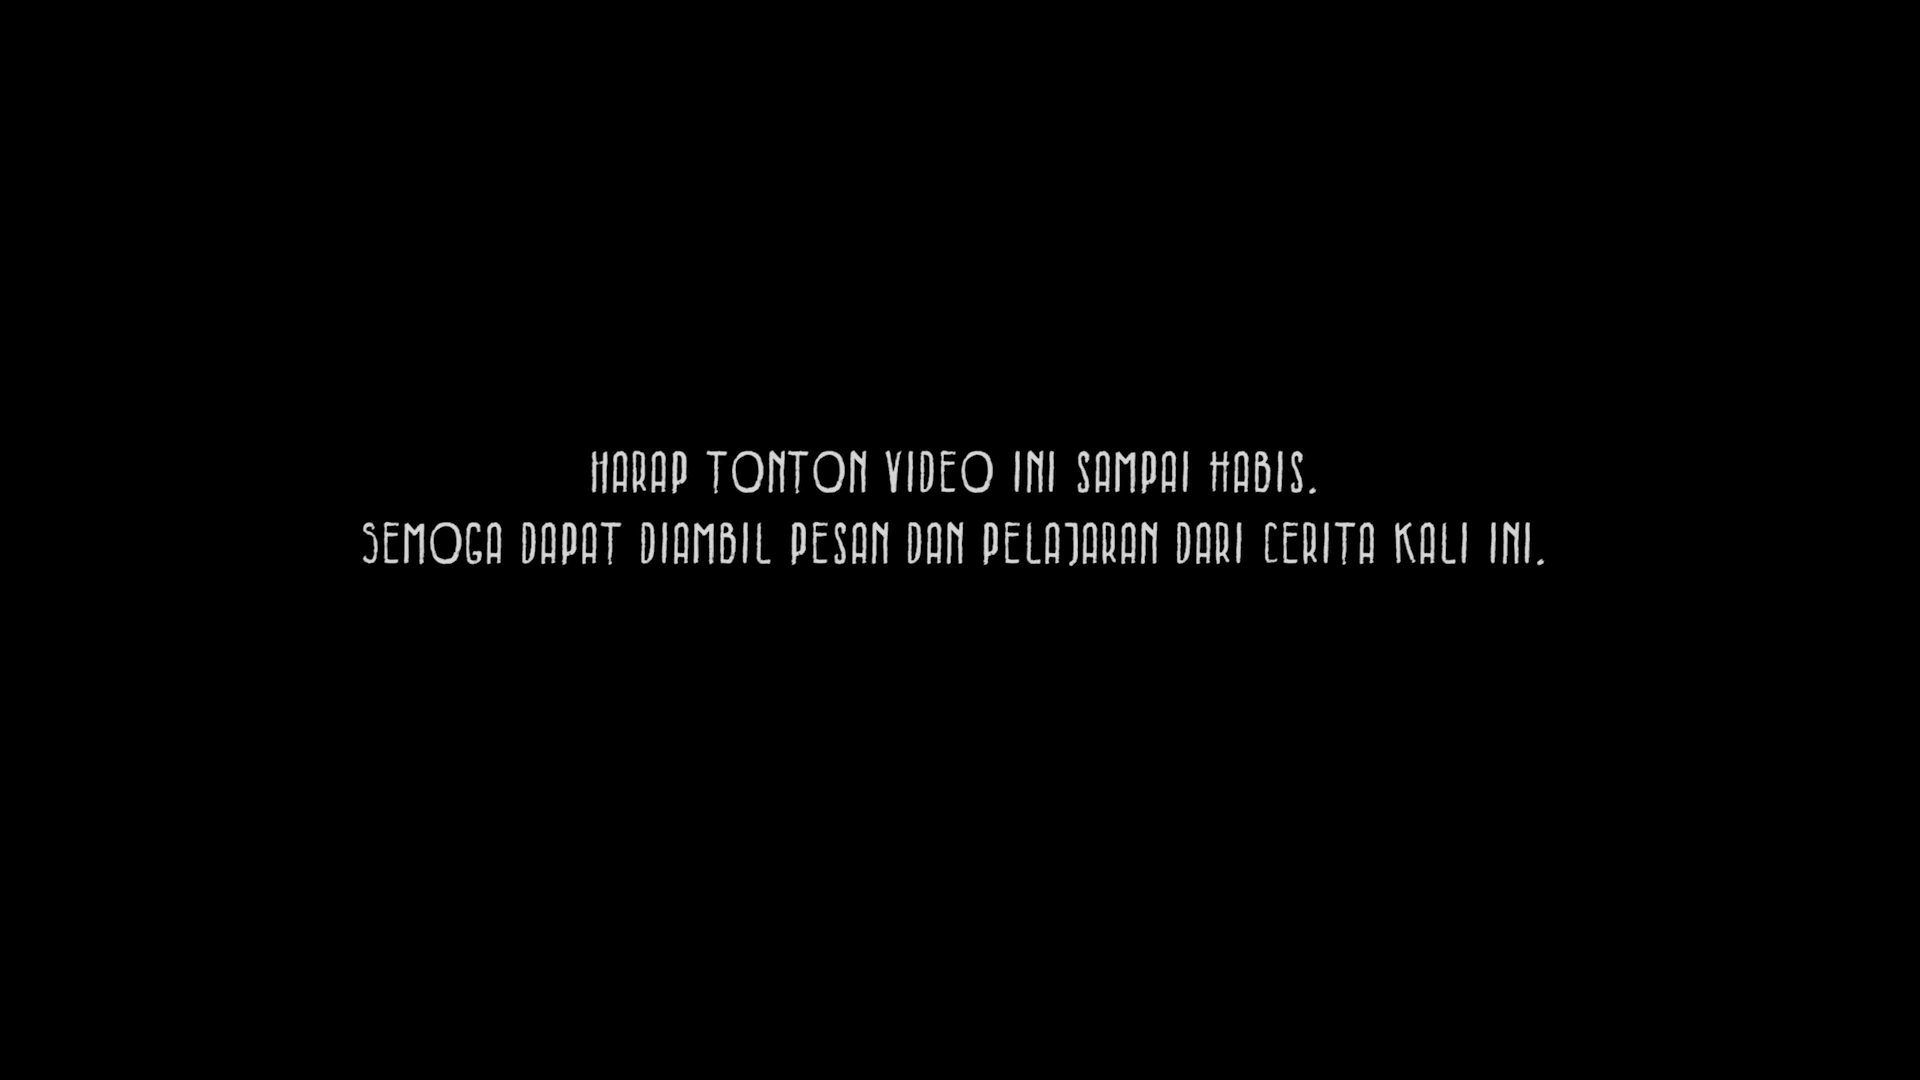 HARAP TONTON VIDEO INI SAMPAI HABIS.
SEMOGA DAPAT DIAMBIL PESAN DAN PELAJARAN DARI CERITA KALI INI.